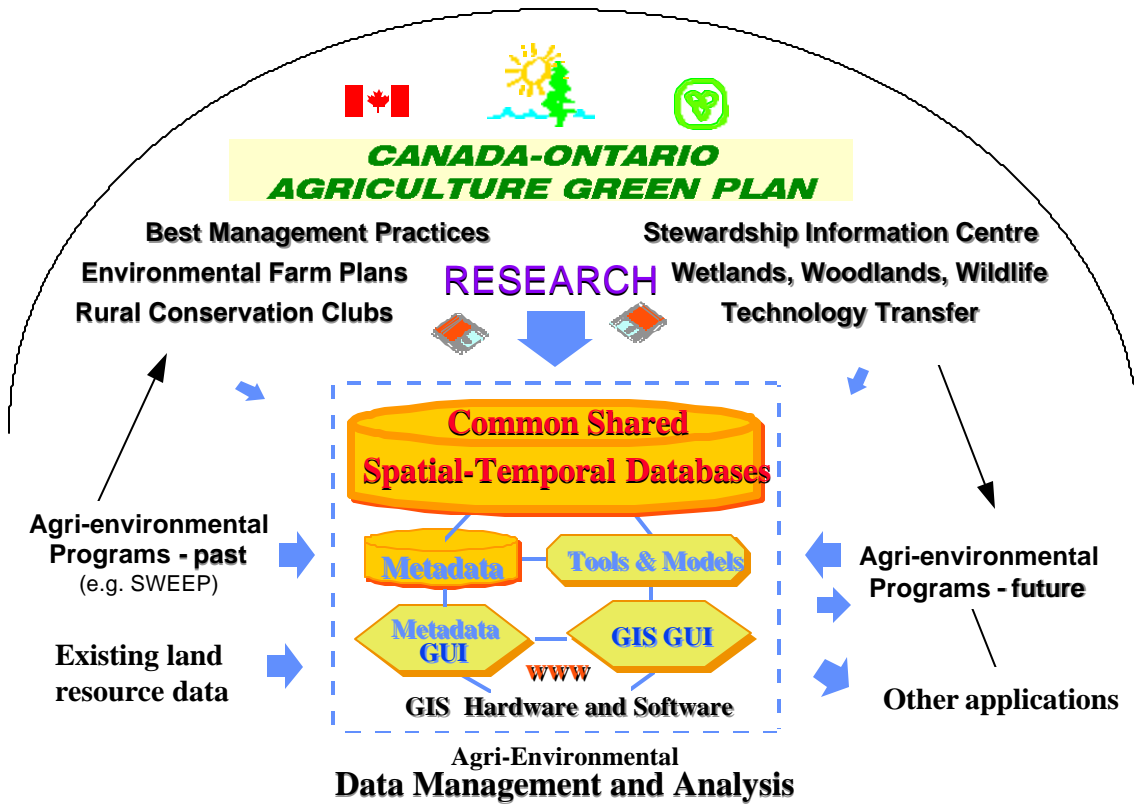 CANADA-ONTARIO
AGRICULTURE GREEN PLAN
Best Management Practices
Environmental Farm Plans
Rural Conservation Clubs
RESEARCH
Stewardship Information Centre
Wetlands, Woodlands, Wildlife
Technology Transfer
Common Shared
Spatial-Temporal Databases
Agri-environmental
Programs - past
(e.g. SWEEP)
Metadata
Tools & Models
Agri-environmental
Programs - future
Metadata
GUI
GIS GUI
Existing land
resource data
WWW
GIS Hardware and Software
Other applications
Agri-Environmental
Data Management and Analysis